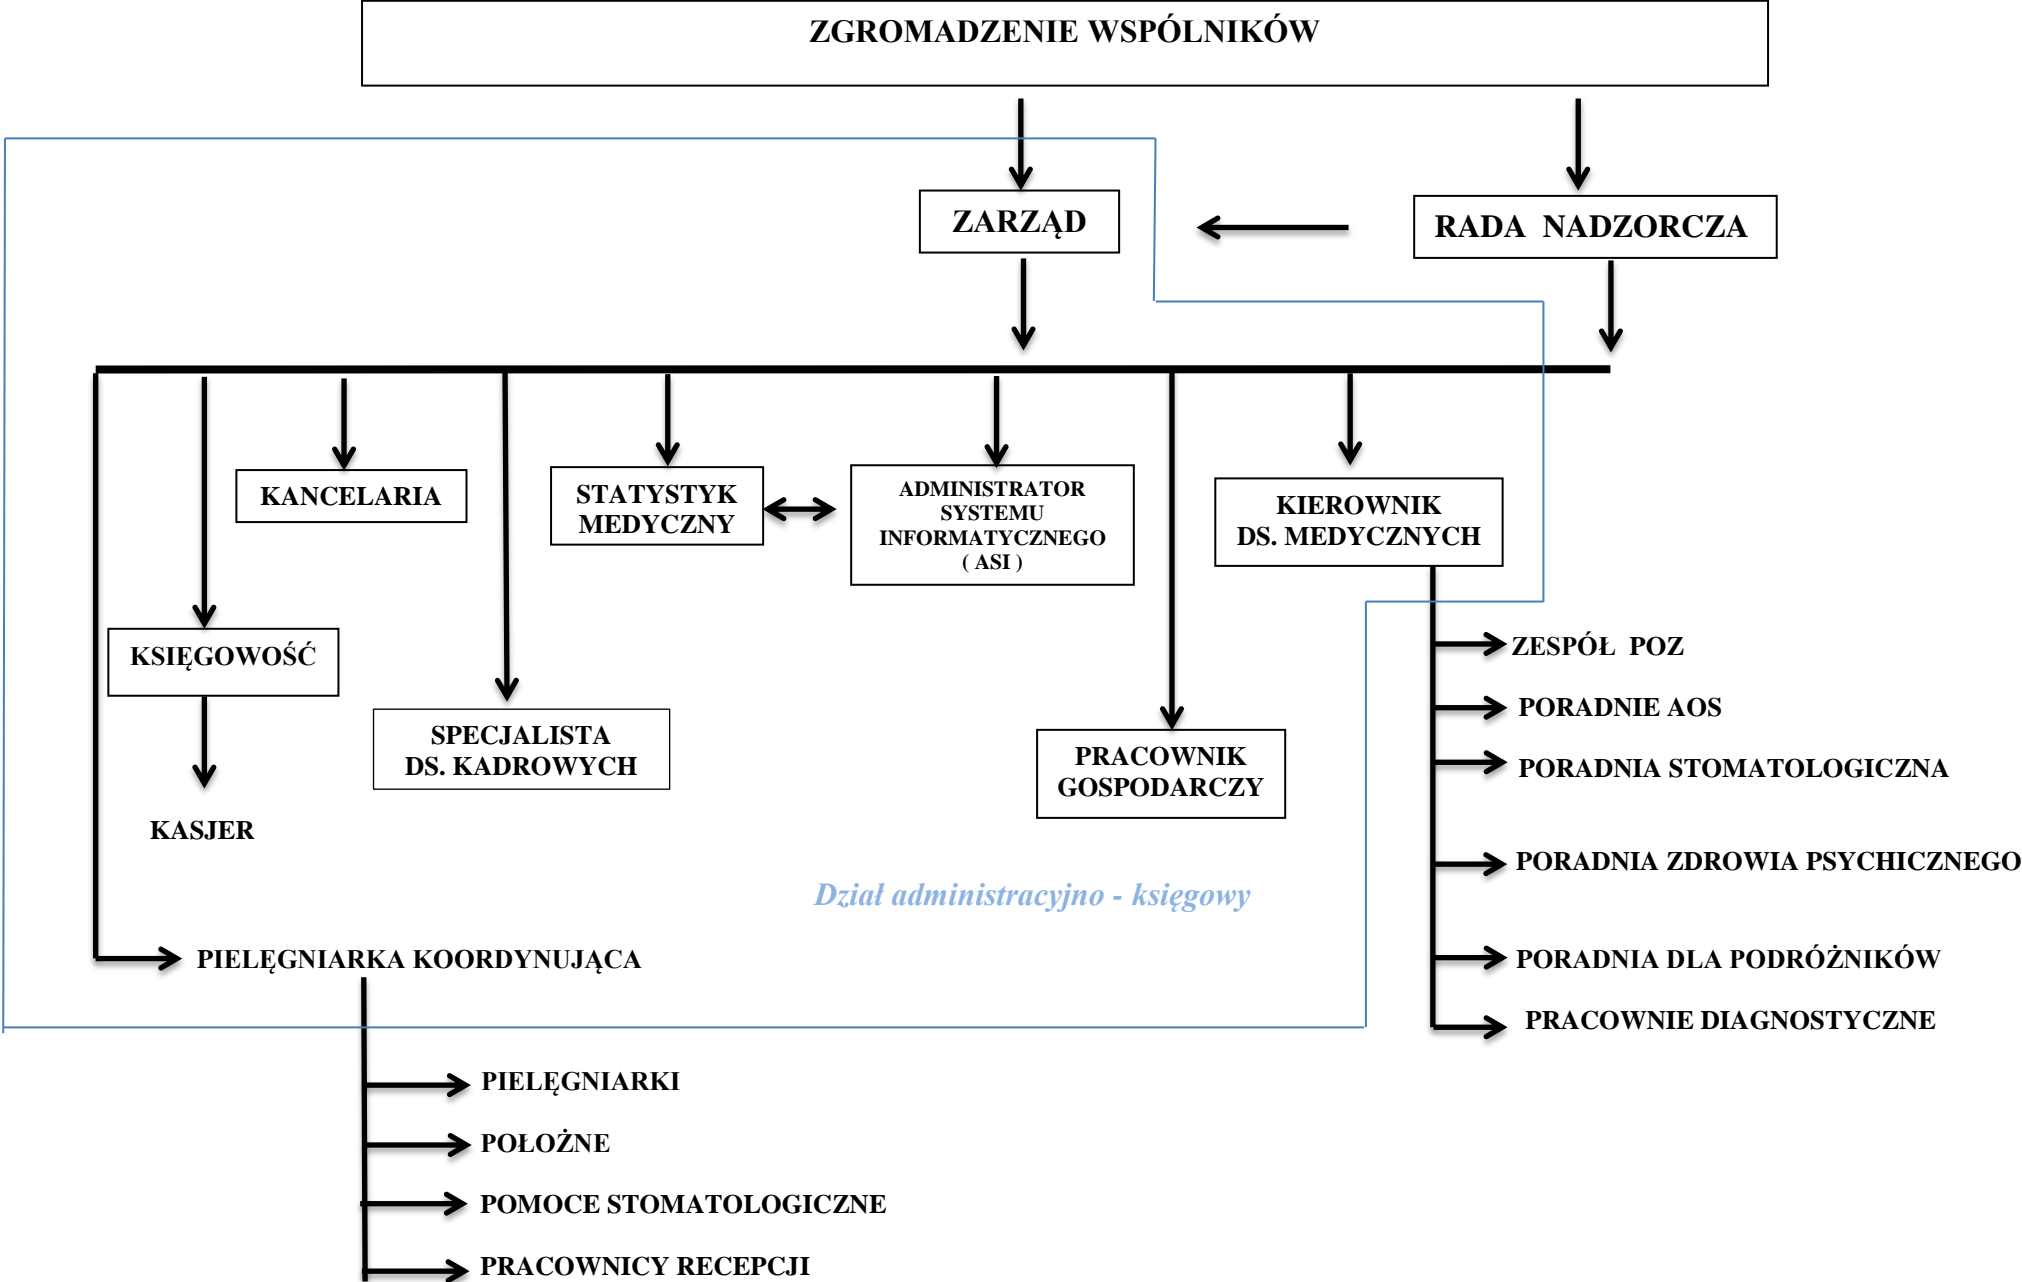 ZGROMADZENIE WSPÓLNIKÓW
ZARZĄD
RADA NADZORCZA
KANCELARIA
STATYSTYK
MEDYCZNY
ADMINISTRATOR
SYSTEMU
INFORMATYCZNEGO
( ASI )
KIEROWNIK
DS. MEDYCZNYCH
KSIĘGOWOŚĆ
SPECJALISTA
DS. KADROWYCH
PRACOWNIK
GOSPODARCZY
KASJER
ZESPÓŁ POZ
PORADNIE AOS
PORADNIA STOMATOLOGICZNA
PORADNIA ZDROWIA PSYCHICZNEGO
PORADNIA DLA PODRÓŻNIKÓW
PRACOWNIE DIAGNOSTYCZNE
Dział administracyjno - księgowy
PIELĘGNIARKA KOORDYNUJĄCA
PIELĘGNIARKI
POŁOŻNE
POMOCE STOMATOLOGICZNE
PRACOWNICY RECEPCJI